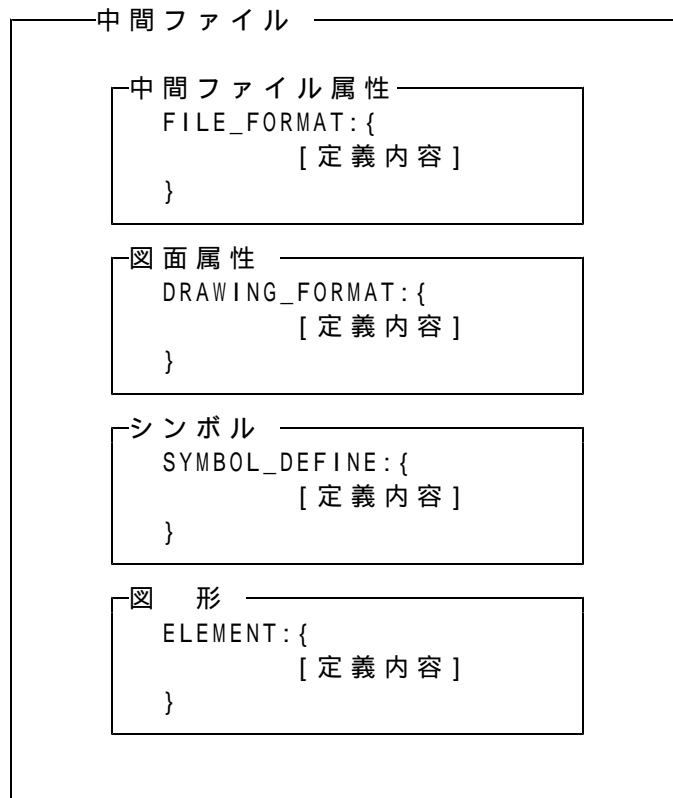 中間ファイル
中間ファイル属性
FILE_FORMAT:{
[定義内容]
}
図面属性
DRAWING_FORMAT:{
[定義内容]
}
シンボル
SYMBOL_DEFINE:{
[定義内容]
}
図　形
ELEMENT:{
[定義内容]
}